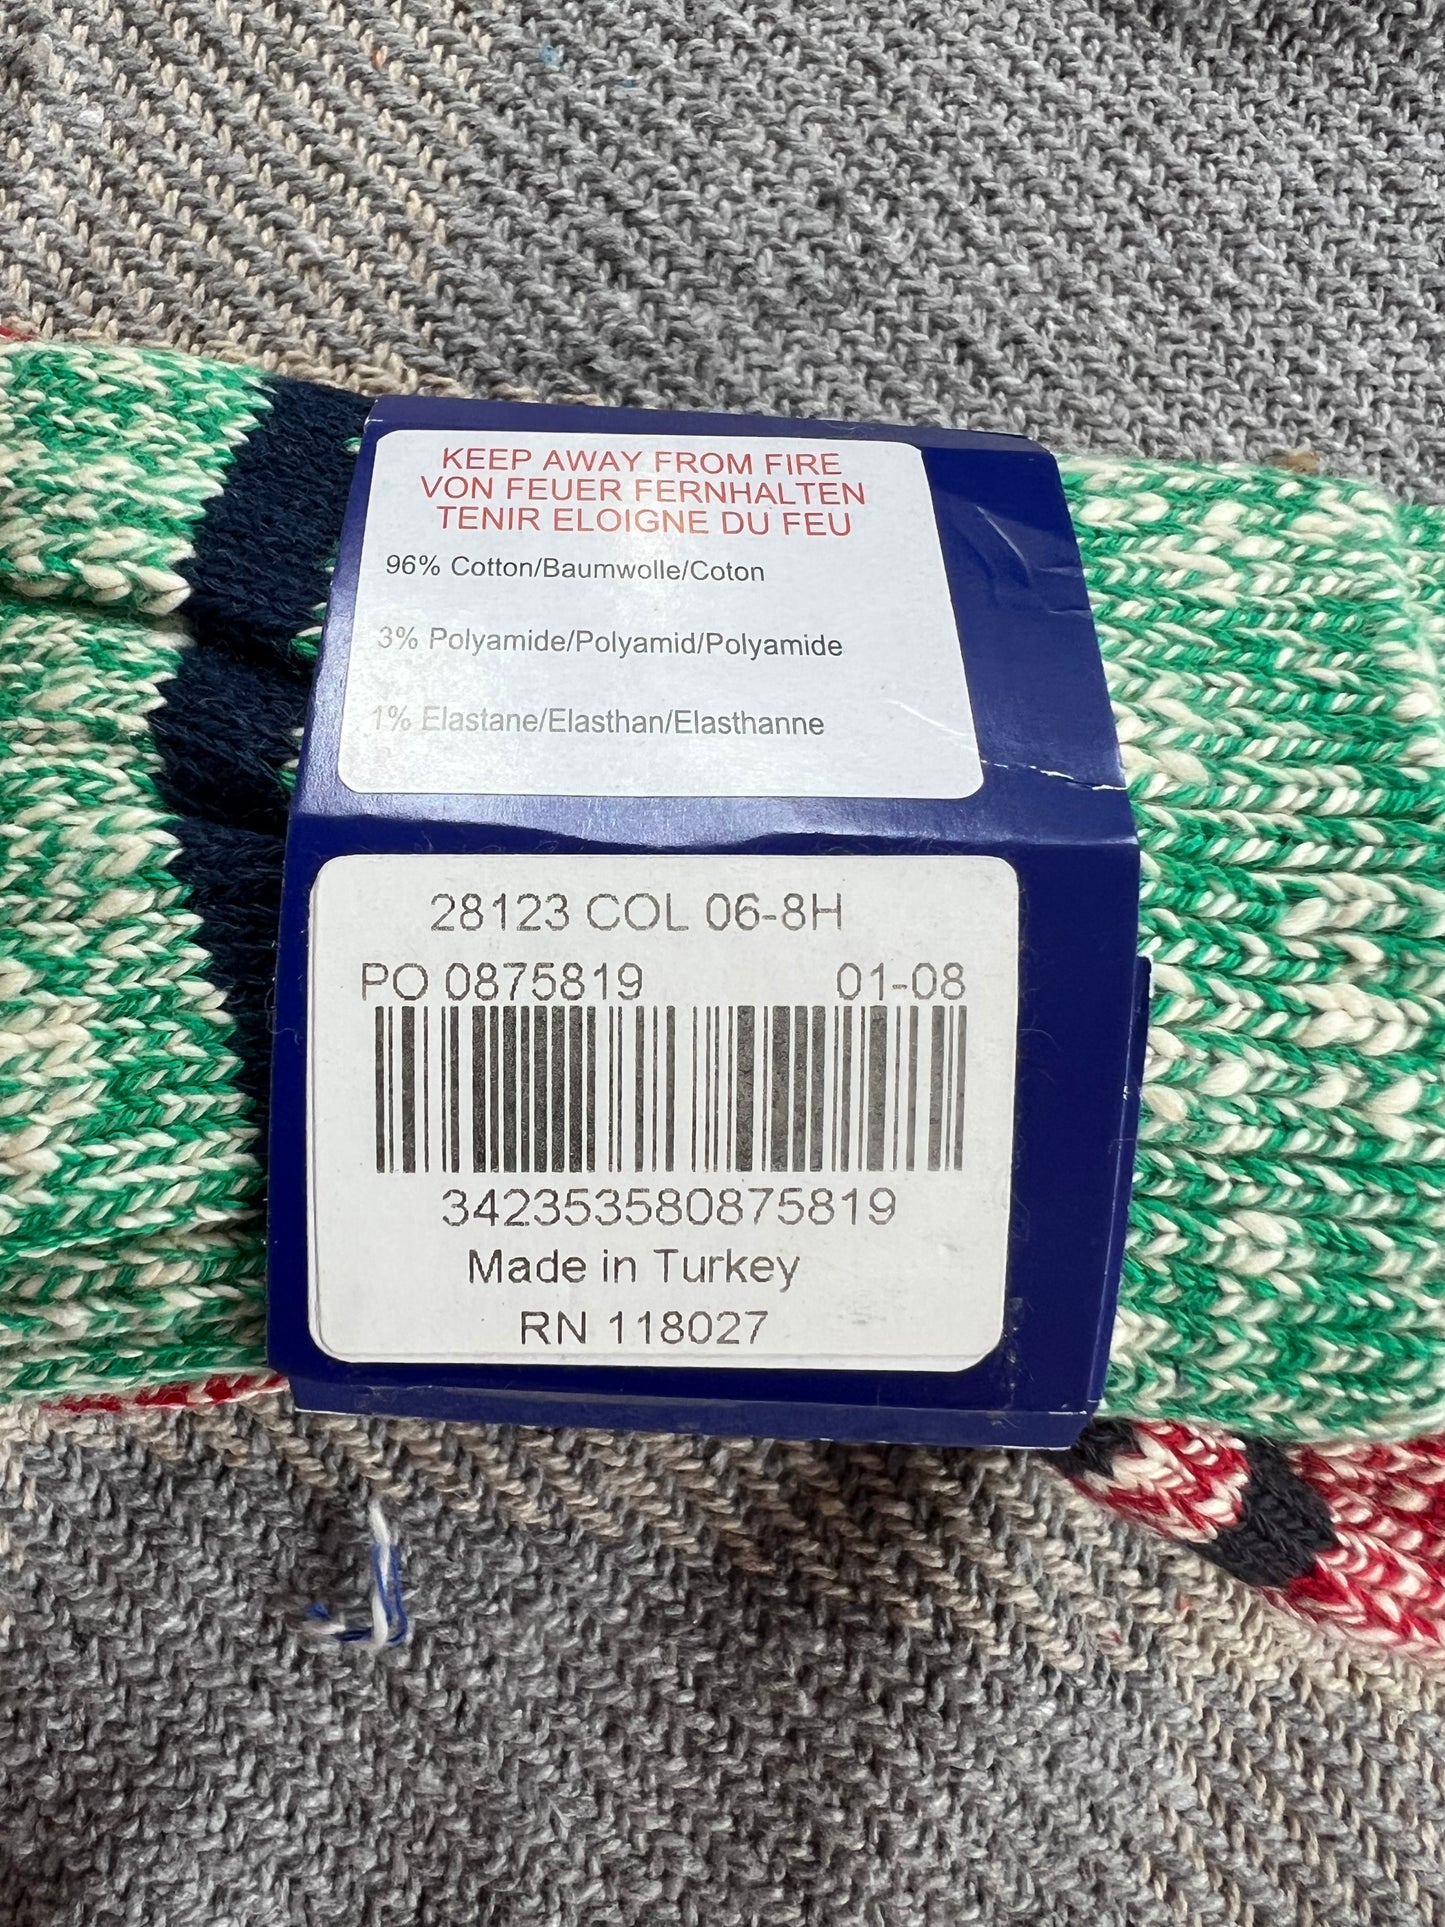 KEEP AWAY FROM FIRE
VON FEUER FERNHALTEN
TENIR ELOIGNE DU FEU
96% Cotton/Baumwolle/Coton
3% Polyamide/Polyamid/Polyamide
1% Elastane/Elasthan/Elasthanne
28123 COL 06-8H
PO 0875819 01-08
342353580875819
Made in Turkey
RN 118027